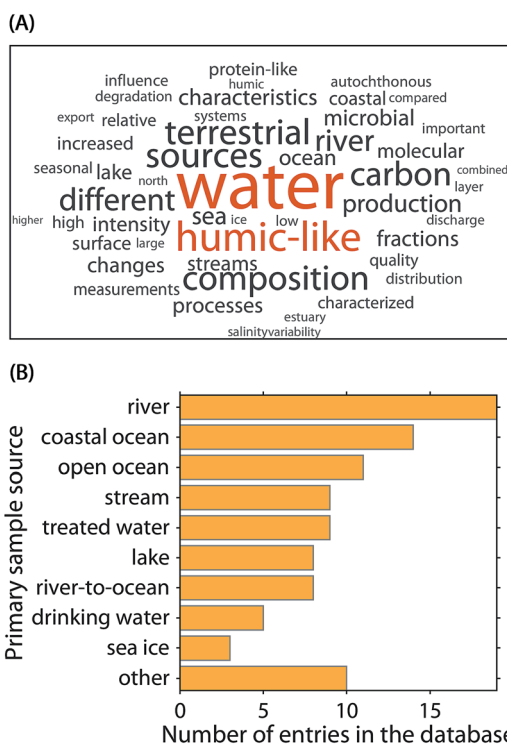 (A)
protein-like
influence
humic
autochthonous
degradation
characteristics
coastal
compared
export
relative
systems
microbial
important
terrestrial
river
increased
sources
ocean
molecular
seasonal
lake
north
water
carbon
combined
layer
different
production
higher
high
intensity
sea
ice
low
discharge
surface
large
humic-like
fractions
changes
streams
quality
composition
distribution
measurements
processes
characterized
estuary
salinity
variability
(B)
Primary sample source
river
coastal ocean
open ocean
stream
treated water
lake
river-to-ocean
drinking water
sea ice
other
0 5 10 15
Number of entries in the database